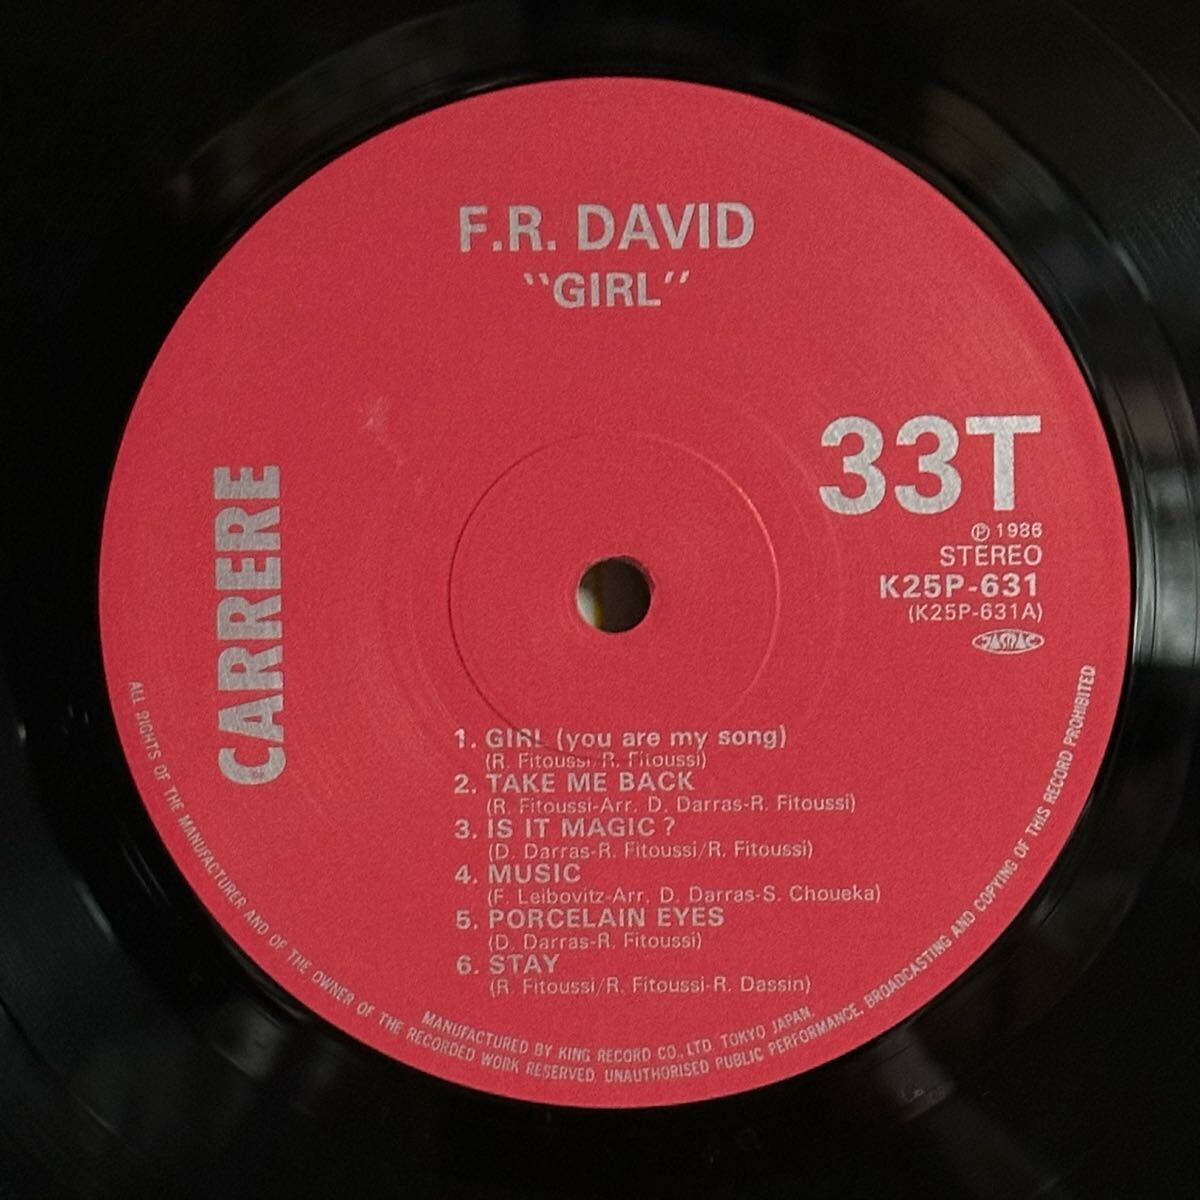 F.R. DAVID
"GIRL"
CARRERE
33T
℗ 1986
STEREO
K25P-631
(K25P-631A)
JASRAC
1. GIRL (you are my song)
(R. Fitoussi/R. Fitoussi)
2. TAKE ME BACK
(R. Fitoussi-Arr. D. Darras-R. Fitoussi)
3. IS IT MAGIC?
(D. Darras-R. Fitoussi/R. Fitoussi)
4. MUSIC
(F. Leibovitz-Arr. D. Darras-S. Choueka)
5. PORCELAIN EYES
(D. Darras-R. Fitoussi)
6. STAY
(R. Fitoussi/R. Fitoussi-R. Dassin)
MANUFACTURED BY KING RECORD CO., LTD. TOKYO JAPAN.
ALL RIGHTS OF THE MANUFACTURER AND OF THE OWNER OF THE RECORDED WORK RESERVED. UNAUTHORISED PUBLIC PERFORMANCE, BROADCASTING AND COPYING OF THIS RECORD PROHIBITED